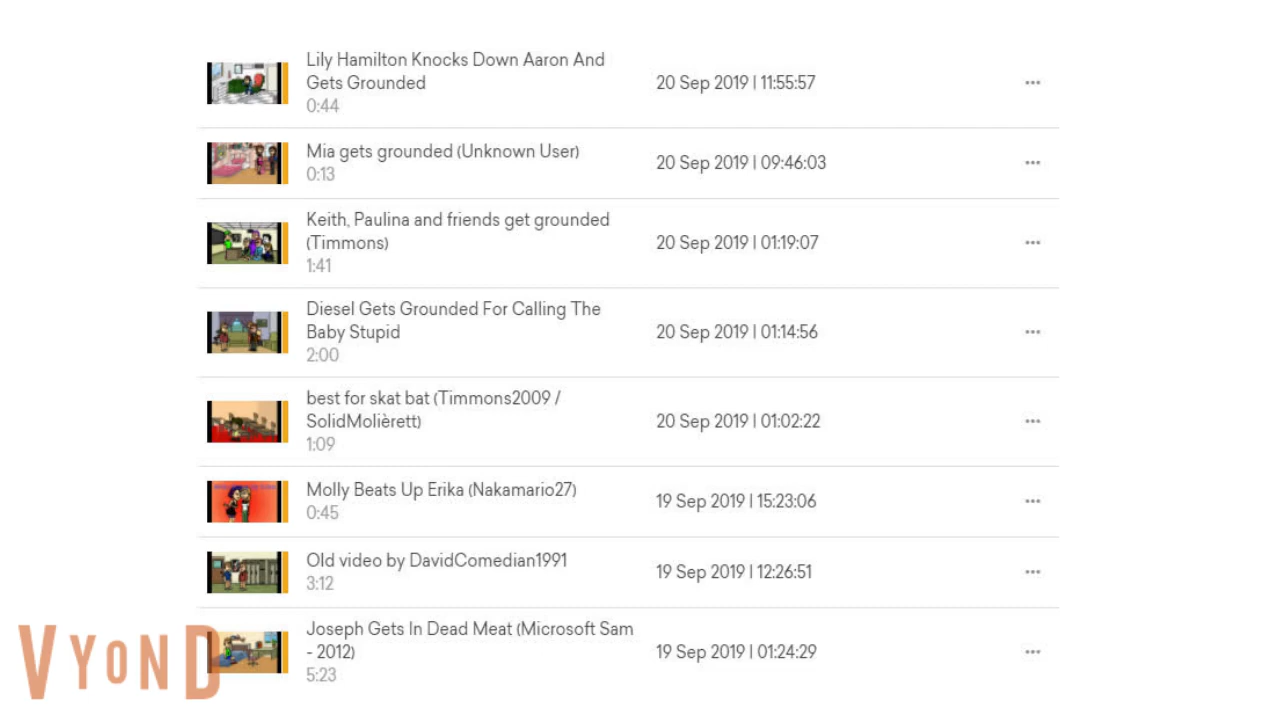 Lily Hamilton Knocks Down Aaron And
Gets Grounded
0:44
20 Sep 2019 | 11:55:57
Mia gets grounded (Unknown User)
0:13
20 Sep 2019 | 09:46:03
Keith, Paulina and friends get grounded
(Timmons)
1:41
20 Sep 2019 | 01:19:07
Diesel Gets Grounded For Calling The
Baby Stupid
2:00
20 Sep 2019 | 01:14:56
best for skat bat (Timmons2009 /
SolidMolièrett)
1:09
20 Sep 2019 | 01:02:22
Molly Beats Up Erika (Nakamario27)
0:45
19 Sep 2019 | 15:23:06
Old video by DavidComedian1991
3:12
19 Sep 2019 | 12:26:51
Joseph Gets In Dead Meat (Microsoft Sam
- 2012)
5:23
19 Sep 2019 | 01:24:29
VYonD